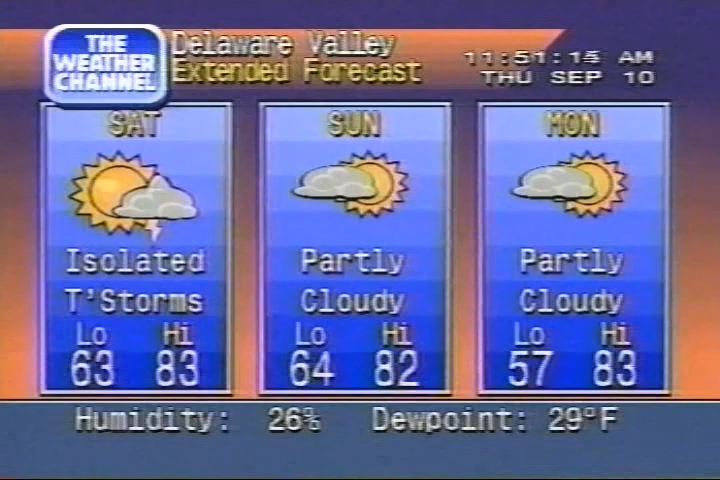 THE
WEATHER
CHANNEL
Delaware Valley
Extended Forecast
11:51:15 AM
THU SEP 10
SAT
Isolated
T'Storms
Lo Hi
63 83
SUN
Partly
Cloudy
Lo Hi
64 82
MON
Partly
Cloudy
Lo Hi
57 83
Humidity: 26% Dewpoint: 29°F